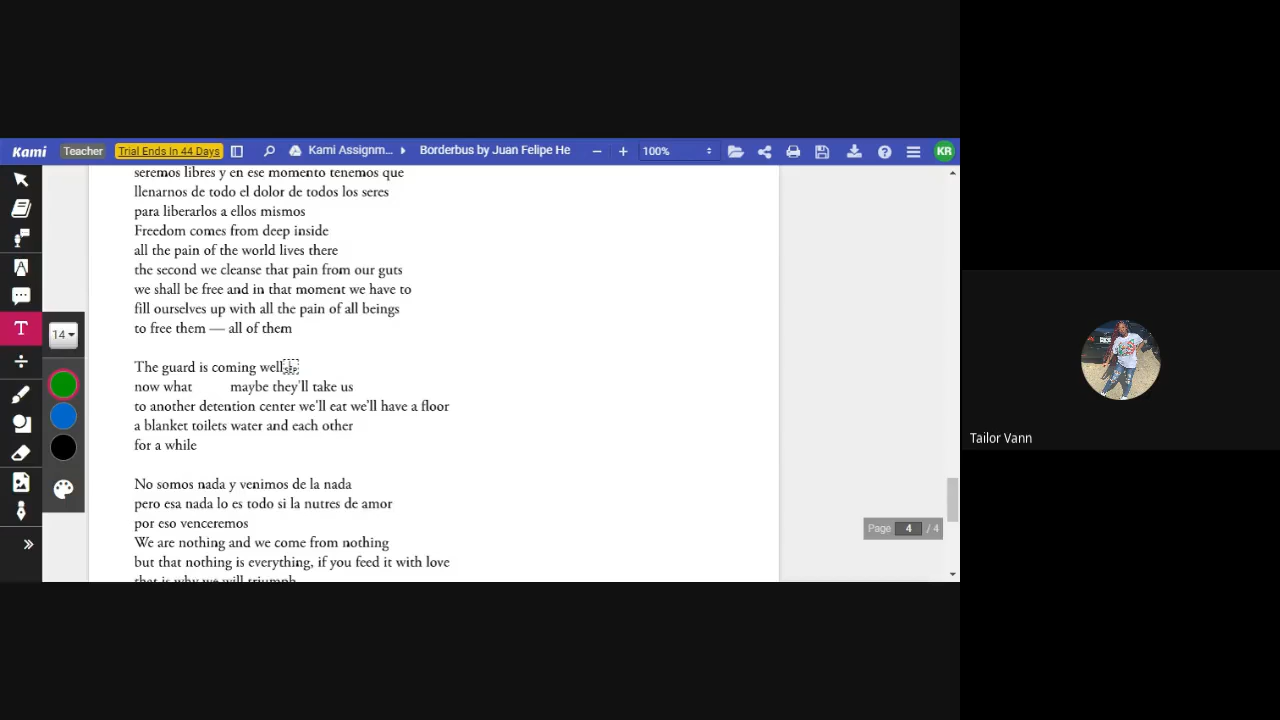 Kami Teacher Trial Ends In 44 Days Kami Assignm... Borderbus by Juan Felipe He 100% KR
seremos libres y en ese momento tenemos que
llenarnos de todo el dolor de todos los seres
para liberarlos a ellos mismos
Freedom comes from deep inside
all the pain of the world lives there
the second we cleanse that pain from our guts
we shall be free and in that moment we have to
fill ourselves up with all the pain of all beings
to free them — all of them
The guard is coming well
now what maybe they'll take us
to another detention center we'll eat we'll have a floor
a blanket toilets water and each other
for a while
No somos nada y venimos de la nada
pero esa nada lo es todo si la nutres de amor
por eso venceremos
We are nothing and we come from nothing
but that nothing is everything, if you feed it with love
that is why we will triumph
14
Page 4 / 4
Tailor Vann